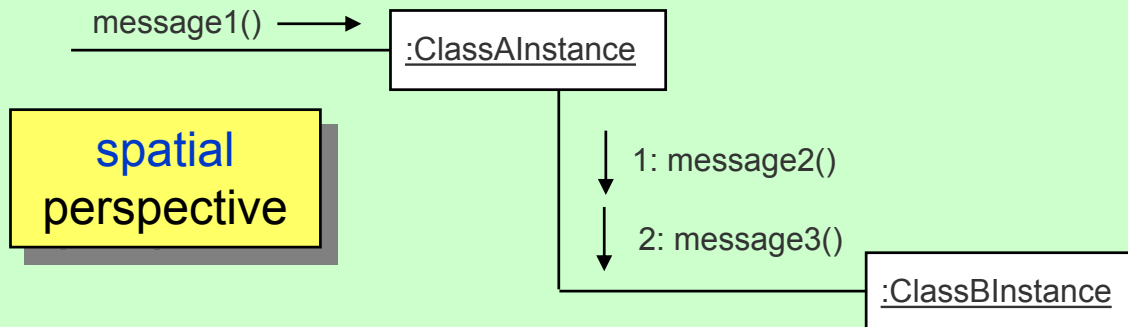 message1()
:ClassAInstance
spatial
perspective
1: message2()
2: message3()
:ClassBInstance